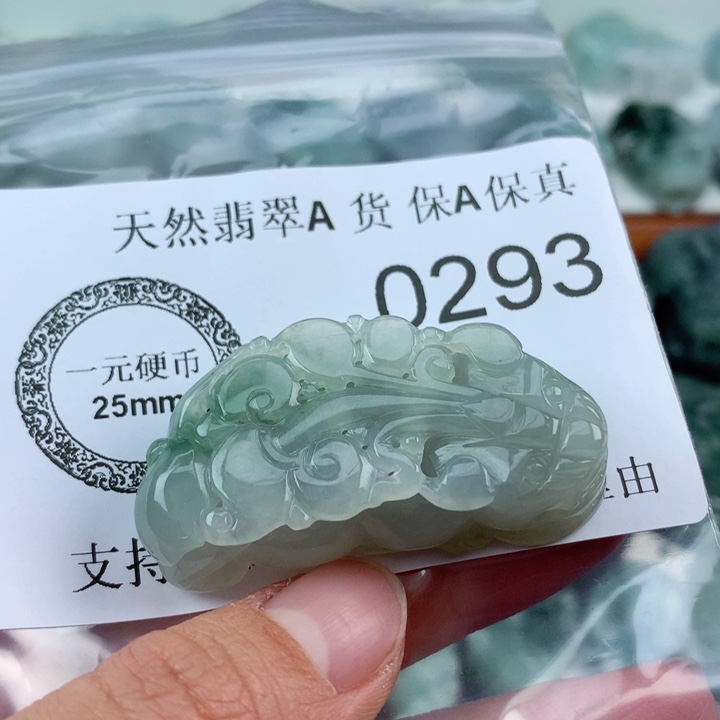 天然翡翠A 货 保A保真
0293
一元硬币
25mm
支持
由